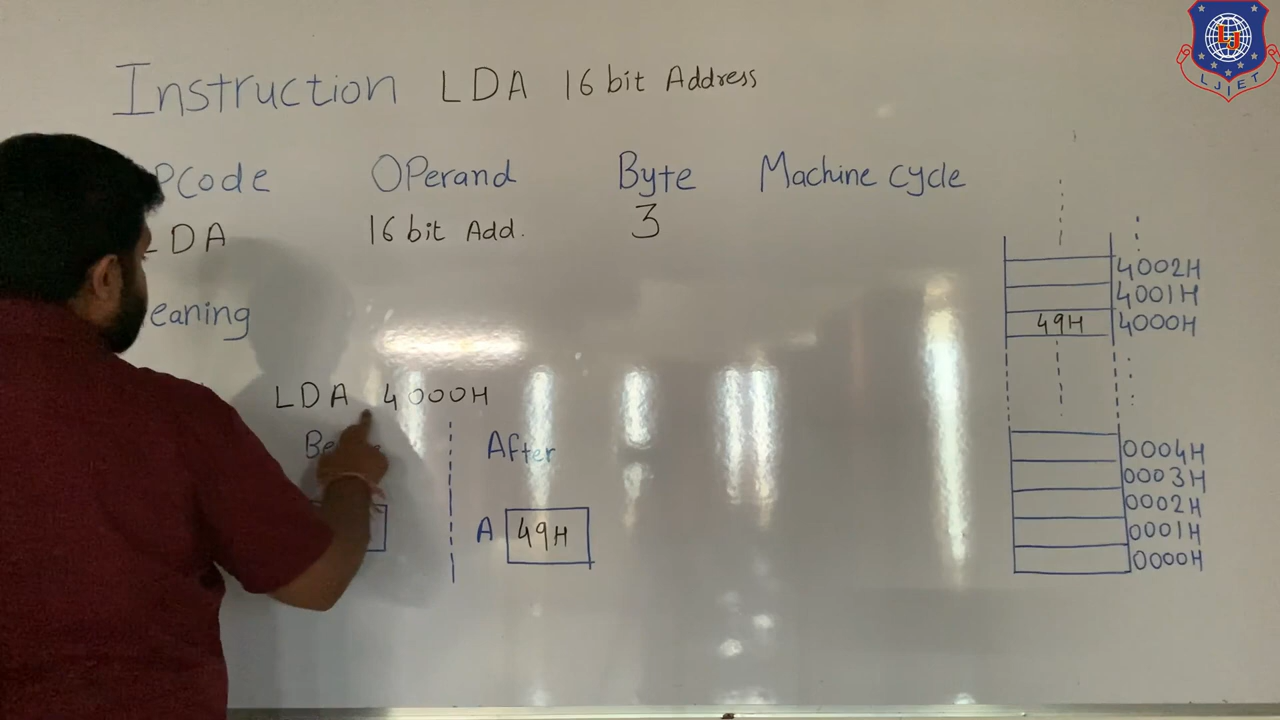 Instruction LDA 16 bit Address
OPerand Byte Machine cycle
16 bit Add. 3
LDA 4000H
After
A 49H
4002H
4001H
49H 4000H
0004H
0003H
0002H
0001H
0000H
LJIET